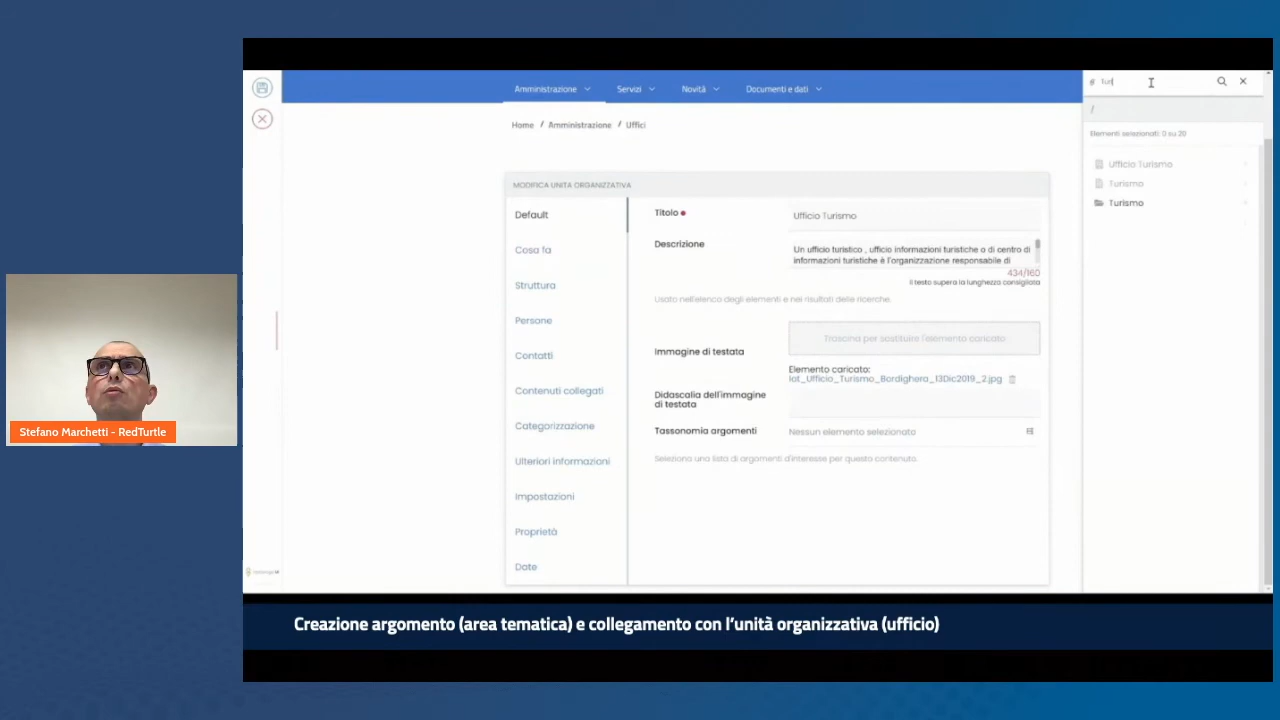 Amministrazione
Servizi
Novità
Documenti e dati
Tur
/
Elementi selezionati: 0 su 20
Ufficio Turismo
Turismo
Turismo
Home / Amministrazione / Uffici
MODIFICA UNITA ORGANIZZATIVA
Default
Cosa fa
Struttura
Persone
Contatti
Contenuti collegati
Categorizzazione
Ulteriori informazioni
Impostazioni
Proprietà
Date
Titolo
Ufficio Turismo
Descrizione
Un ufficio turistico , ufficio informazioni turistiche o di centro di
informazioni turistiche è l'organizzazione responsabile di
434/160
Il testo supera la lunghezza consigliata
Usato nell'elenco degli elementi e nei risultati delle ricerche.
Immagine di testata
Trascina per sostituire l'elemento caricato
Elemento caricato:
Iat_Ufficio_Turismo_Bordighera_13Dic2019_2.jpg
Didascalia dell'immagine
di testata
Tassonomia argomenti
Nessun elemento selezionato
Seleziona una lista di argomenti d'interesse per questo contenuto.
Stefano Marchetti - RedTurtle
Creazione argomento (area tematica) e collegamento con l'unità organizzativa (ufficio)